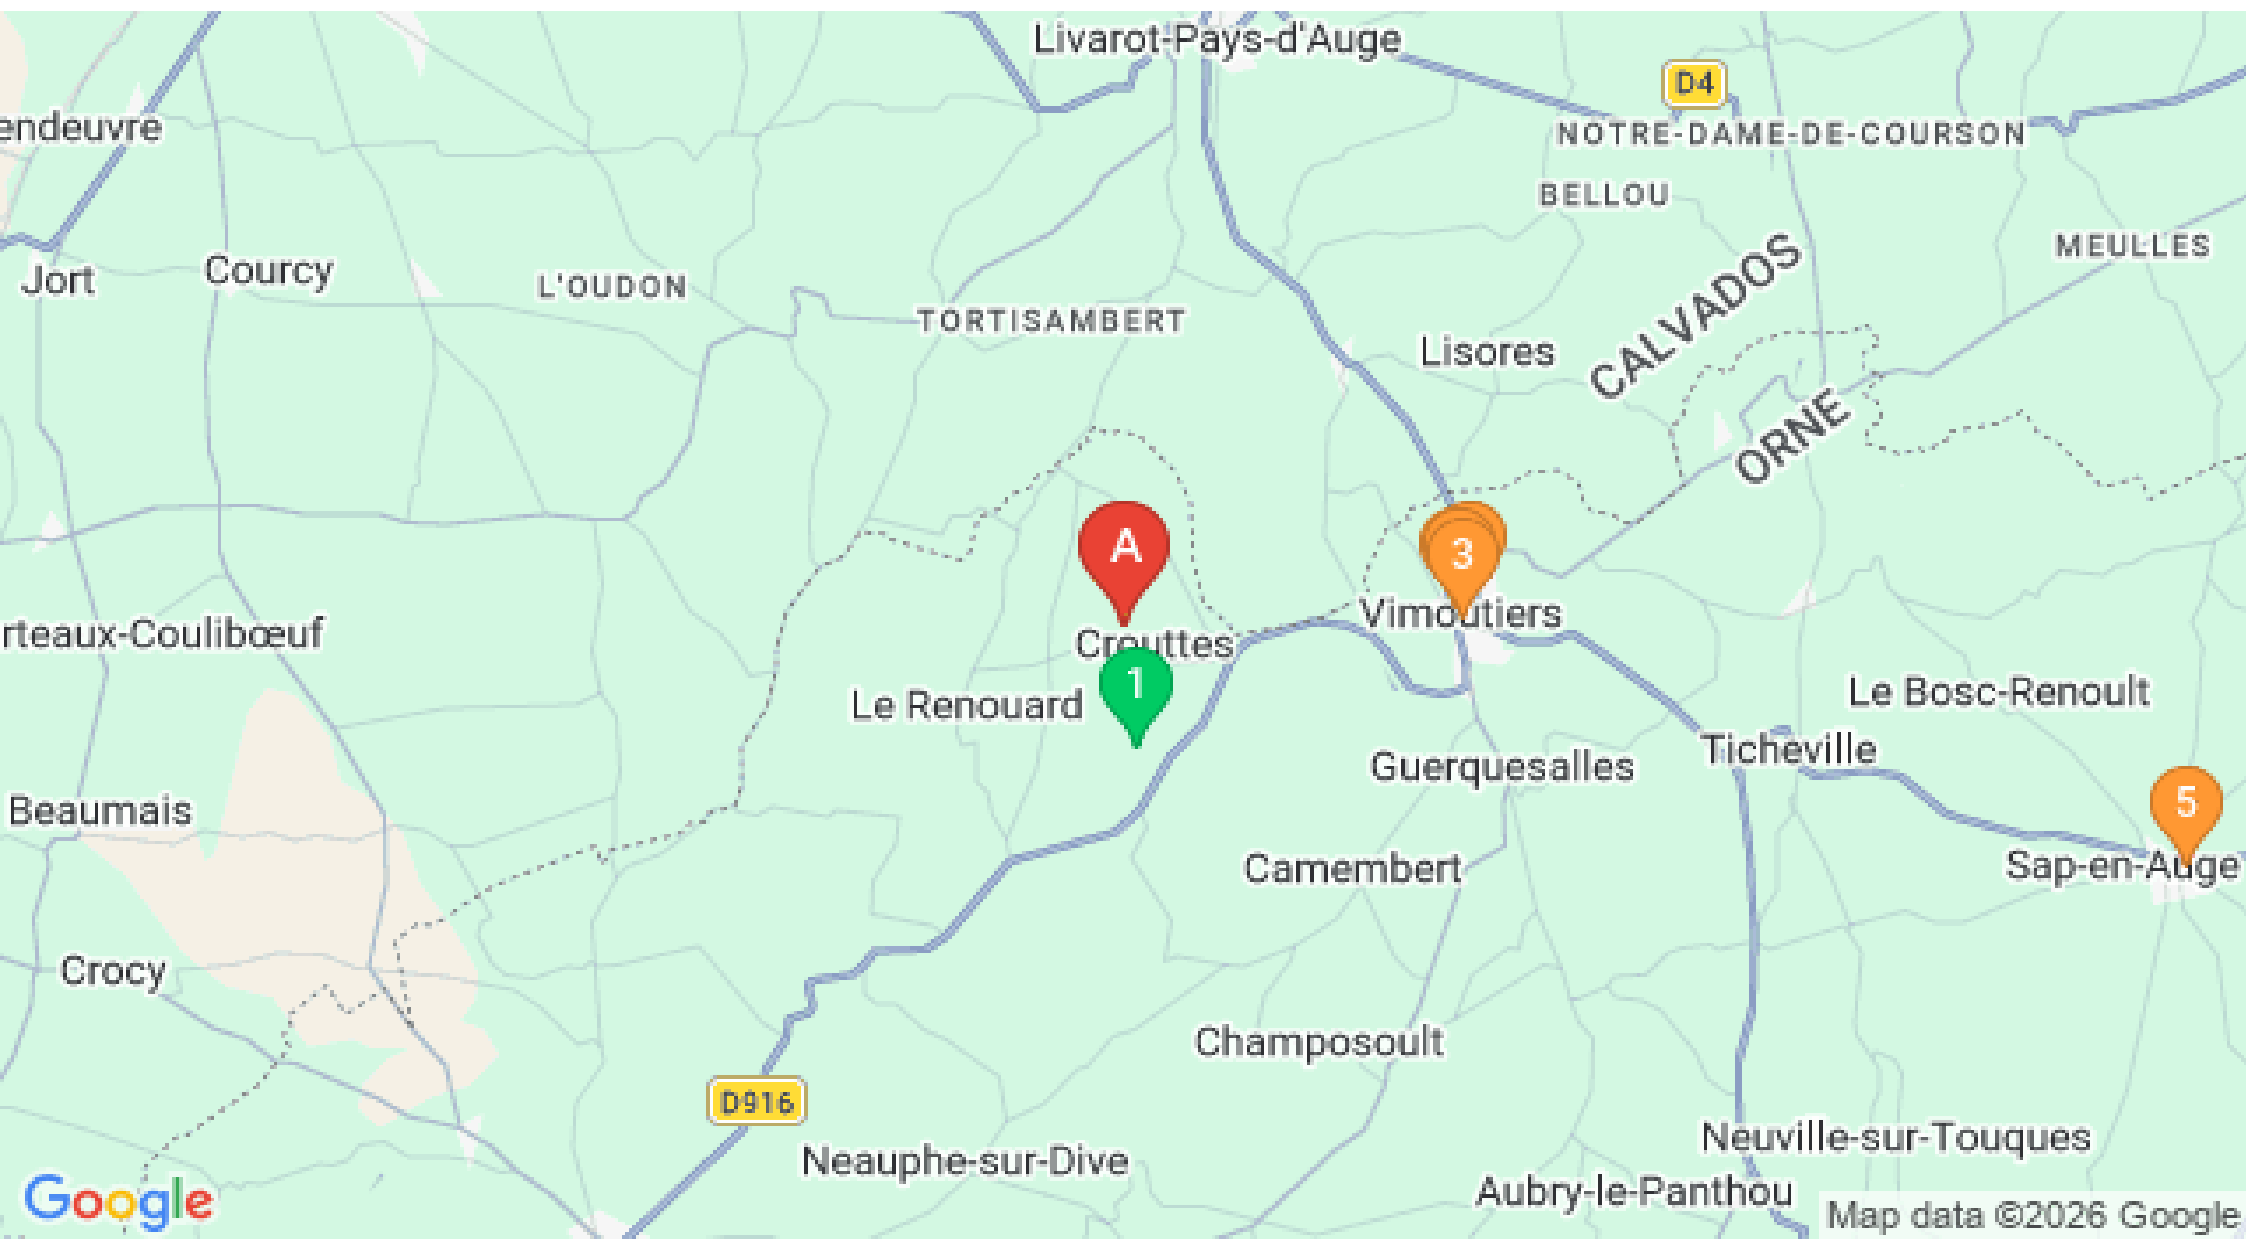 Livarot-Pays-d'Auge
D4
endeuvre
NOTRE-DAME-DE-COURSON
BELLOU
MEULLES
Jort
Courcy
L'OUDON
CALVADOS
TORTISAMBERT
Lisores
ORNE
A
3
Vimoutiers
rteaux-Coulibœuf
Crouttes
1
Le Renouard
Le Bosc-Renoult
Ticheville
Guerquesalles
Beaumais
5
Camembert
Sap-en-Auge
Crocy
Champosoult
D916
Neauphe-sur-Dive
Neuville-sur-Touques
Aubry-le-Panthou
Google
Map data ©2026 Google